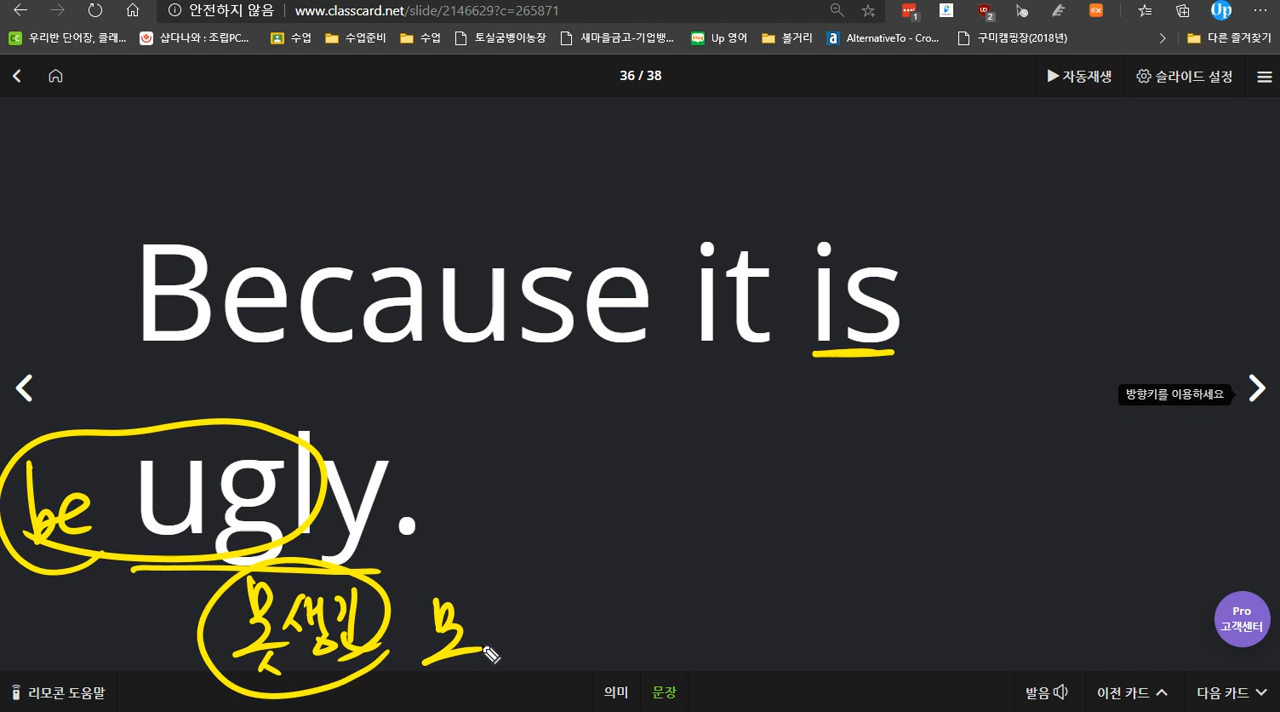 안전하지 않음 www.classcard.net/slide/2146629?c=265871
1 2 Up
우리반 단어장, 클래... 삽다나와 : 조립PC... 수업 수업준비 수업 토실굼벵이농장 새마을금고-기업뱅... Up 영어 볼거리 AlternativeTo - Cro... 구미캠핑장(2018년) 다른 즐겨찾기
36 / 38 자동재생 슬라이드 설정
Because it is
방향키를 이용하세요
be ugly.
못생긴 모
Pro
고객센터
리모콘 도움말 의미 문장 발음 이전 카드 다음 카드